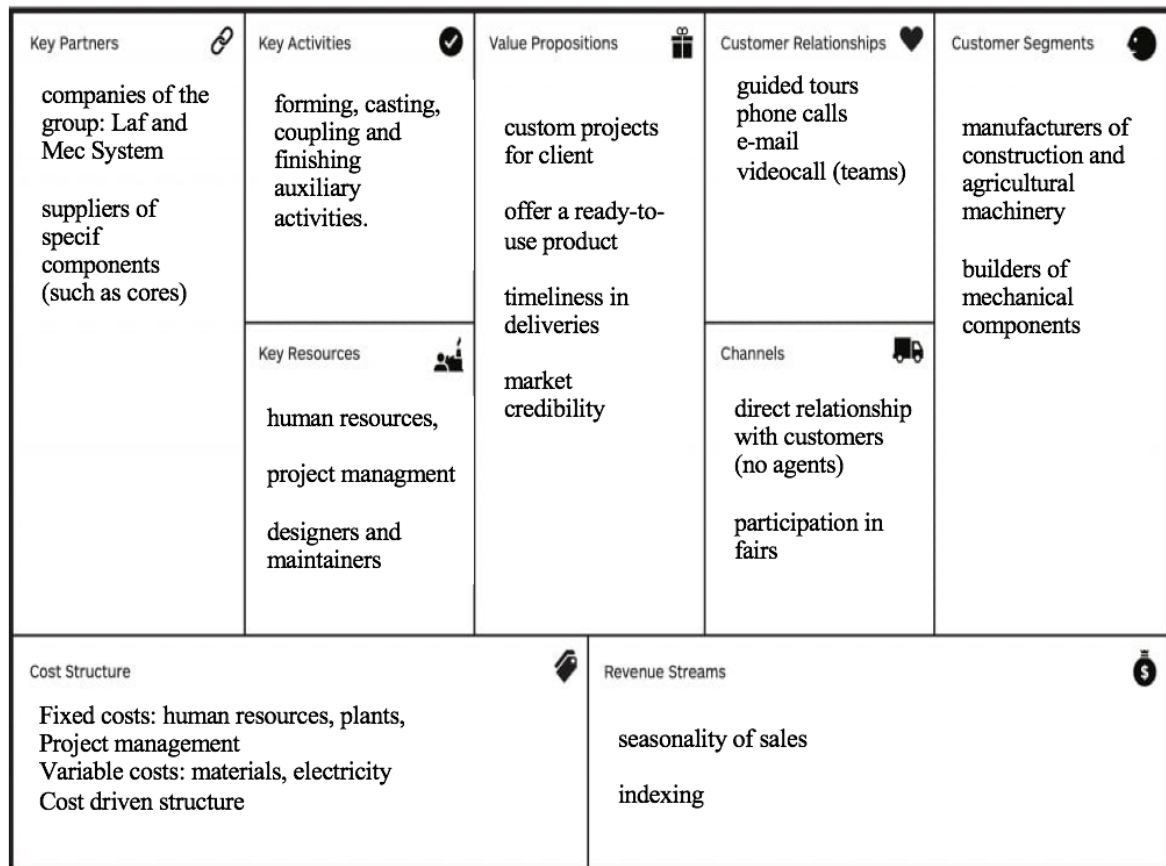 Key Partners
companies of the
group: Laf and
Mec System
suppliers of
specif
components
(such as cores)
Key Activities
forming, casting,
coupling and
finishing
auxiliary
activities.
Key Resources
human resources,
project managment
designers and
maintainers
Value Propositions
custom projects
for client
offer a ready-to-
use product
timeliness in
deliveries
market
credibility
Customer Relationships
guided tours
phone calls
e-mail
videocall (teams)
Channels
direct relationship
with customers
(no agents)
participation in
fairs
Customer Segments
manufacturers of
construction and
agricultural
machinery
builders of
mechanical
components
Cost Structure
Fixed costs: human resources, plants,
Project management
Variable costs: materials, electricity
Cost driven structure
Revenue Streams
$
seasonality of sales
indexing